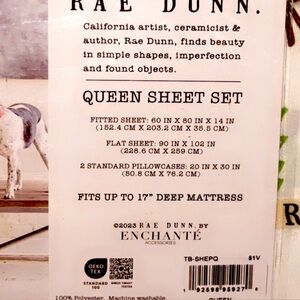 RAE DUNN.
California artist, ceramicist &
author, Rae Dunn, finds beauty
in simple shapes, imperfection
and found objects.
QUEEN SHEET SET
FITTED SHEET: 60 IN X 80 IN X 14 IN
(152.4 CM X 203.2 CM X 35.5 CM)
FLAT SHEET: 90 IN X 102 IN
(228.6 CM X 259 CM)
2 STANDARD PILLOWCASES: 20 IN X 30 IN
(50.8 CM X 76.2 CM)
FITS UP TO 17" DEEP MATTRESS
©2023 RAE DUNN. BY
ENCHANTÉ
ACCESSORIES
TB-SHEPQ 61V
OEKO
TEX
STANDARD
100
QUEEN
100% Polyester. Machine washable
R